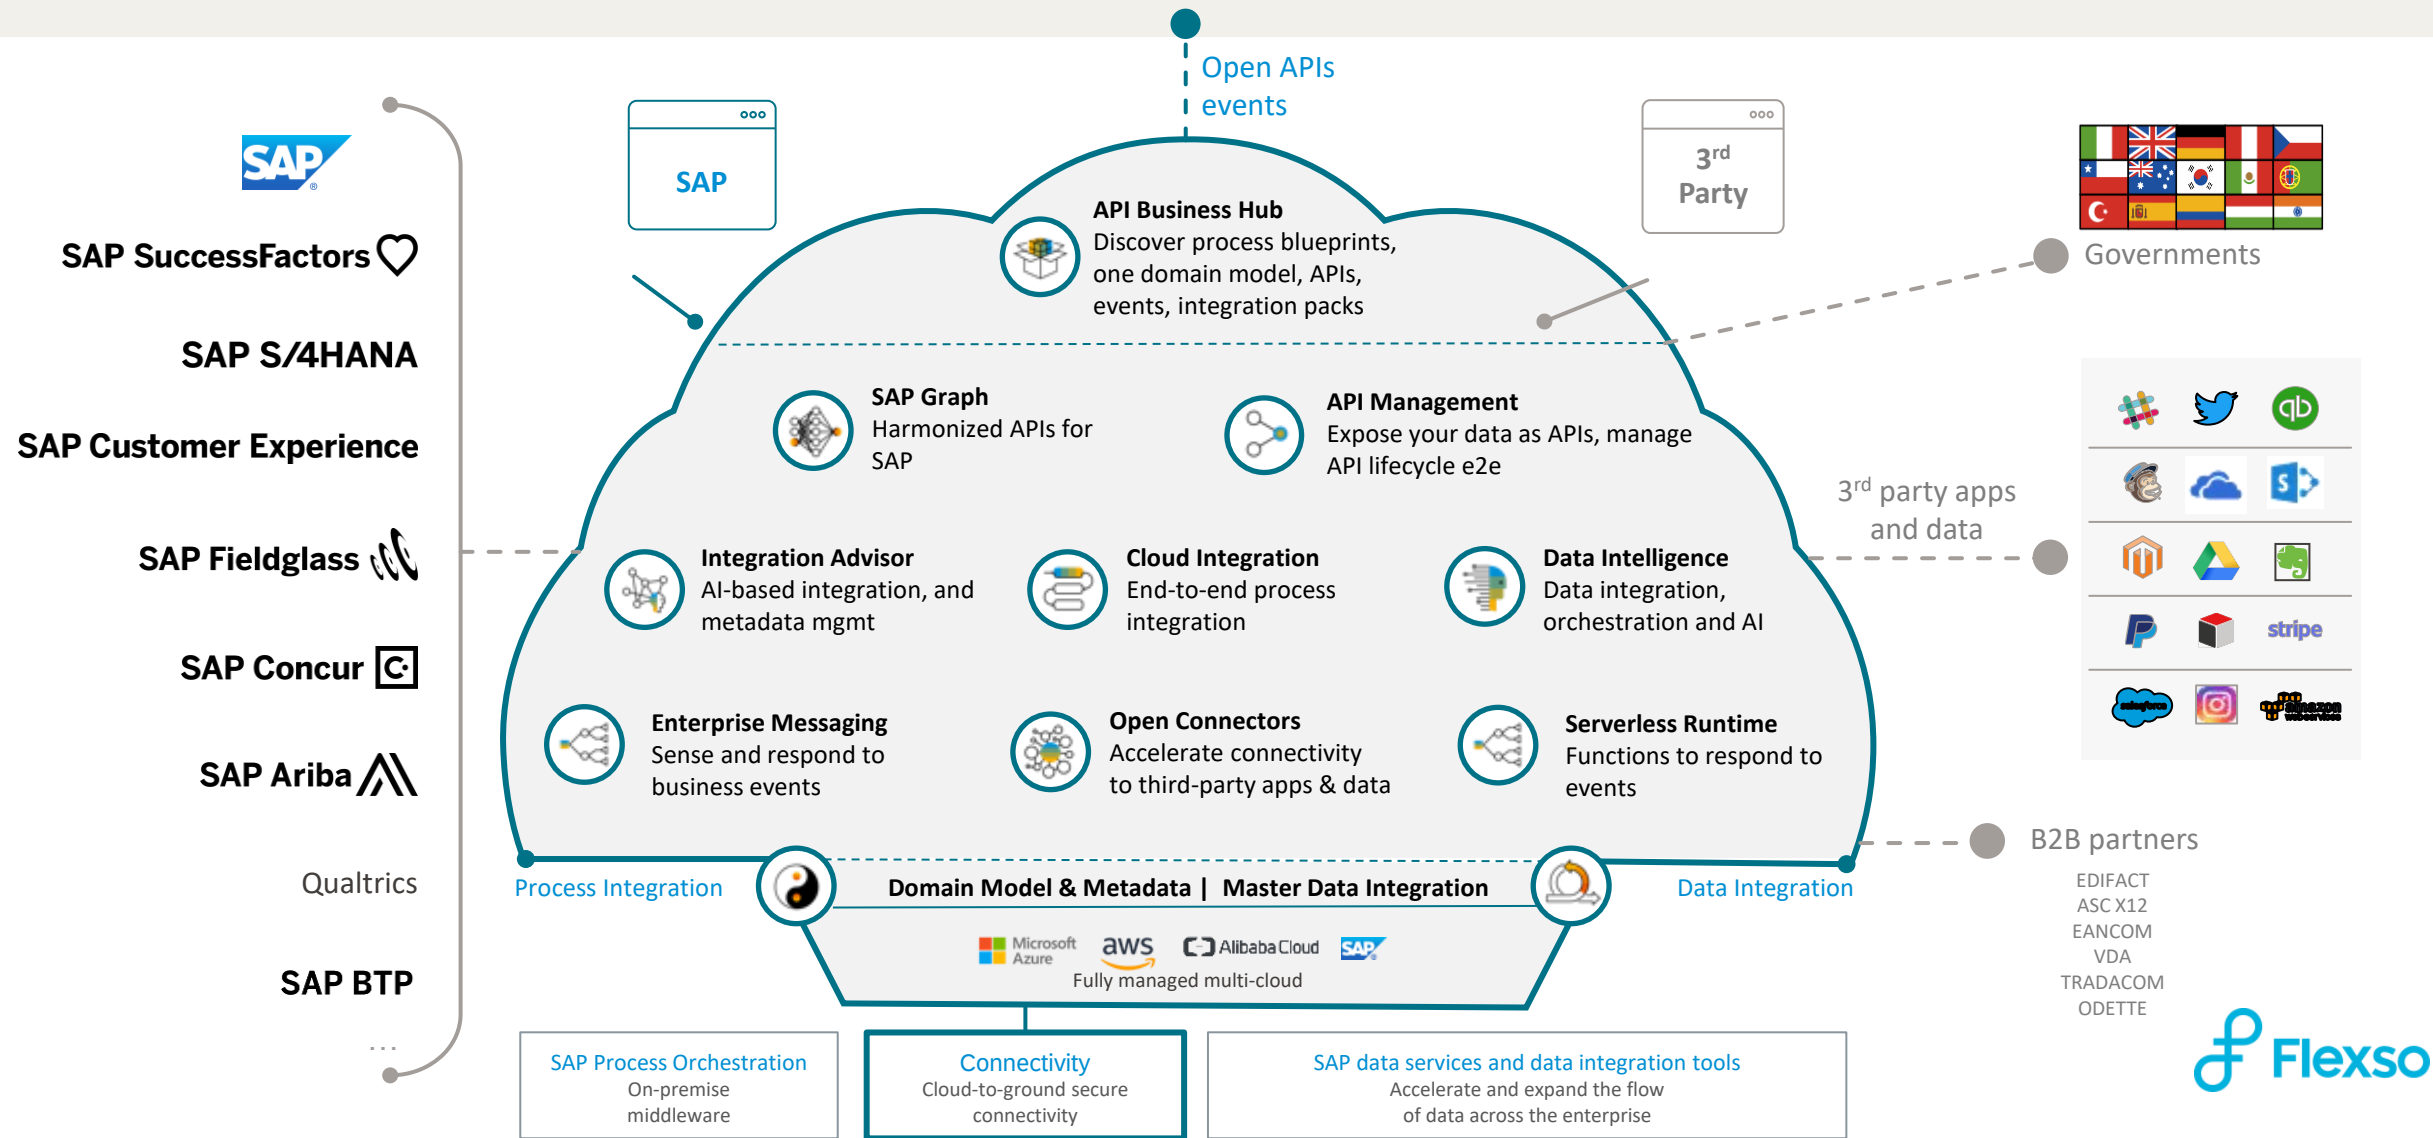 Open APIs
events
SAP
SAP SuccessFactors
SAP S/4HANA
SAP Customer Experience
SAP Fieldglass
SAP Concur
SAP Ariba
Qualtrics
SAP BTP
...
SAP
3rd
Party
API Business Hub
Discover process blueprints,
one domain model, APIs,
events, integration packs
SAP Graph
Harmonized APIs for
SAP
API Management
Expose your data as APIs, manage
API lifecycle e2e
Integration Advisor
AI-based integration, and
metadata mgmt
Cloud Integration
End-to-end process
integration
Data Intelligence
Data integration,
orchestration and AI
Enterprise Messaging
Sense and respond to
business events
Open Connectors
Accelerate connectivity
to third-party apps & data
Serverless Runtime
Functions to respond to
events
Process Integration
Domain Model & Metadata | Master Data Integration
Data Integration
Microsoft
Azure
aws
Alibaba Cloud
SAP
Fully managed multi-cloud
SAP Process Orchestration
On-premise
middleware
Connectivity
Cloud-to-ground secure
connectivity
SAP data services and data integration tools
Accelerate and expand the flow
of data across the enterprise
Governments
3rd party apps
and data
qb
S
stripe
salesforce
amazon
webservices
B2B partners
EDIFACT
ASC X12
EANCOM
VDA
TRADACOM
ODETTE
Flexso